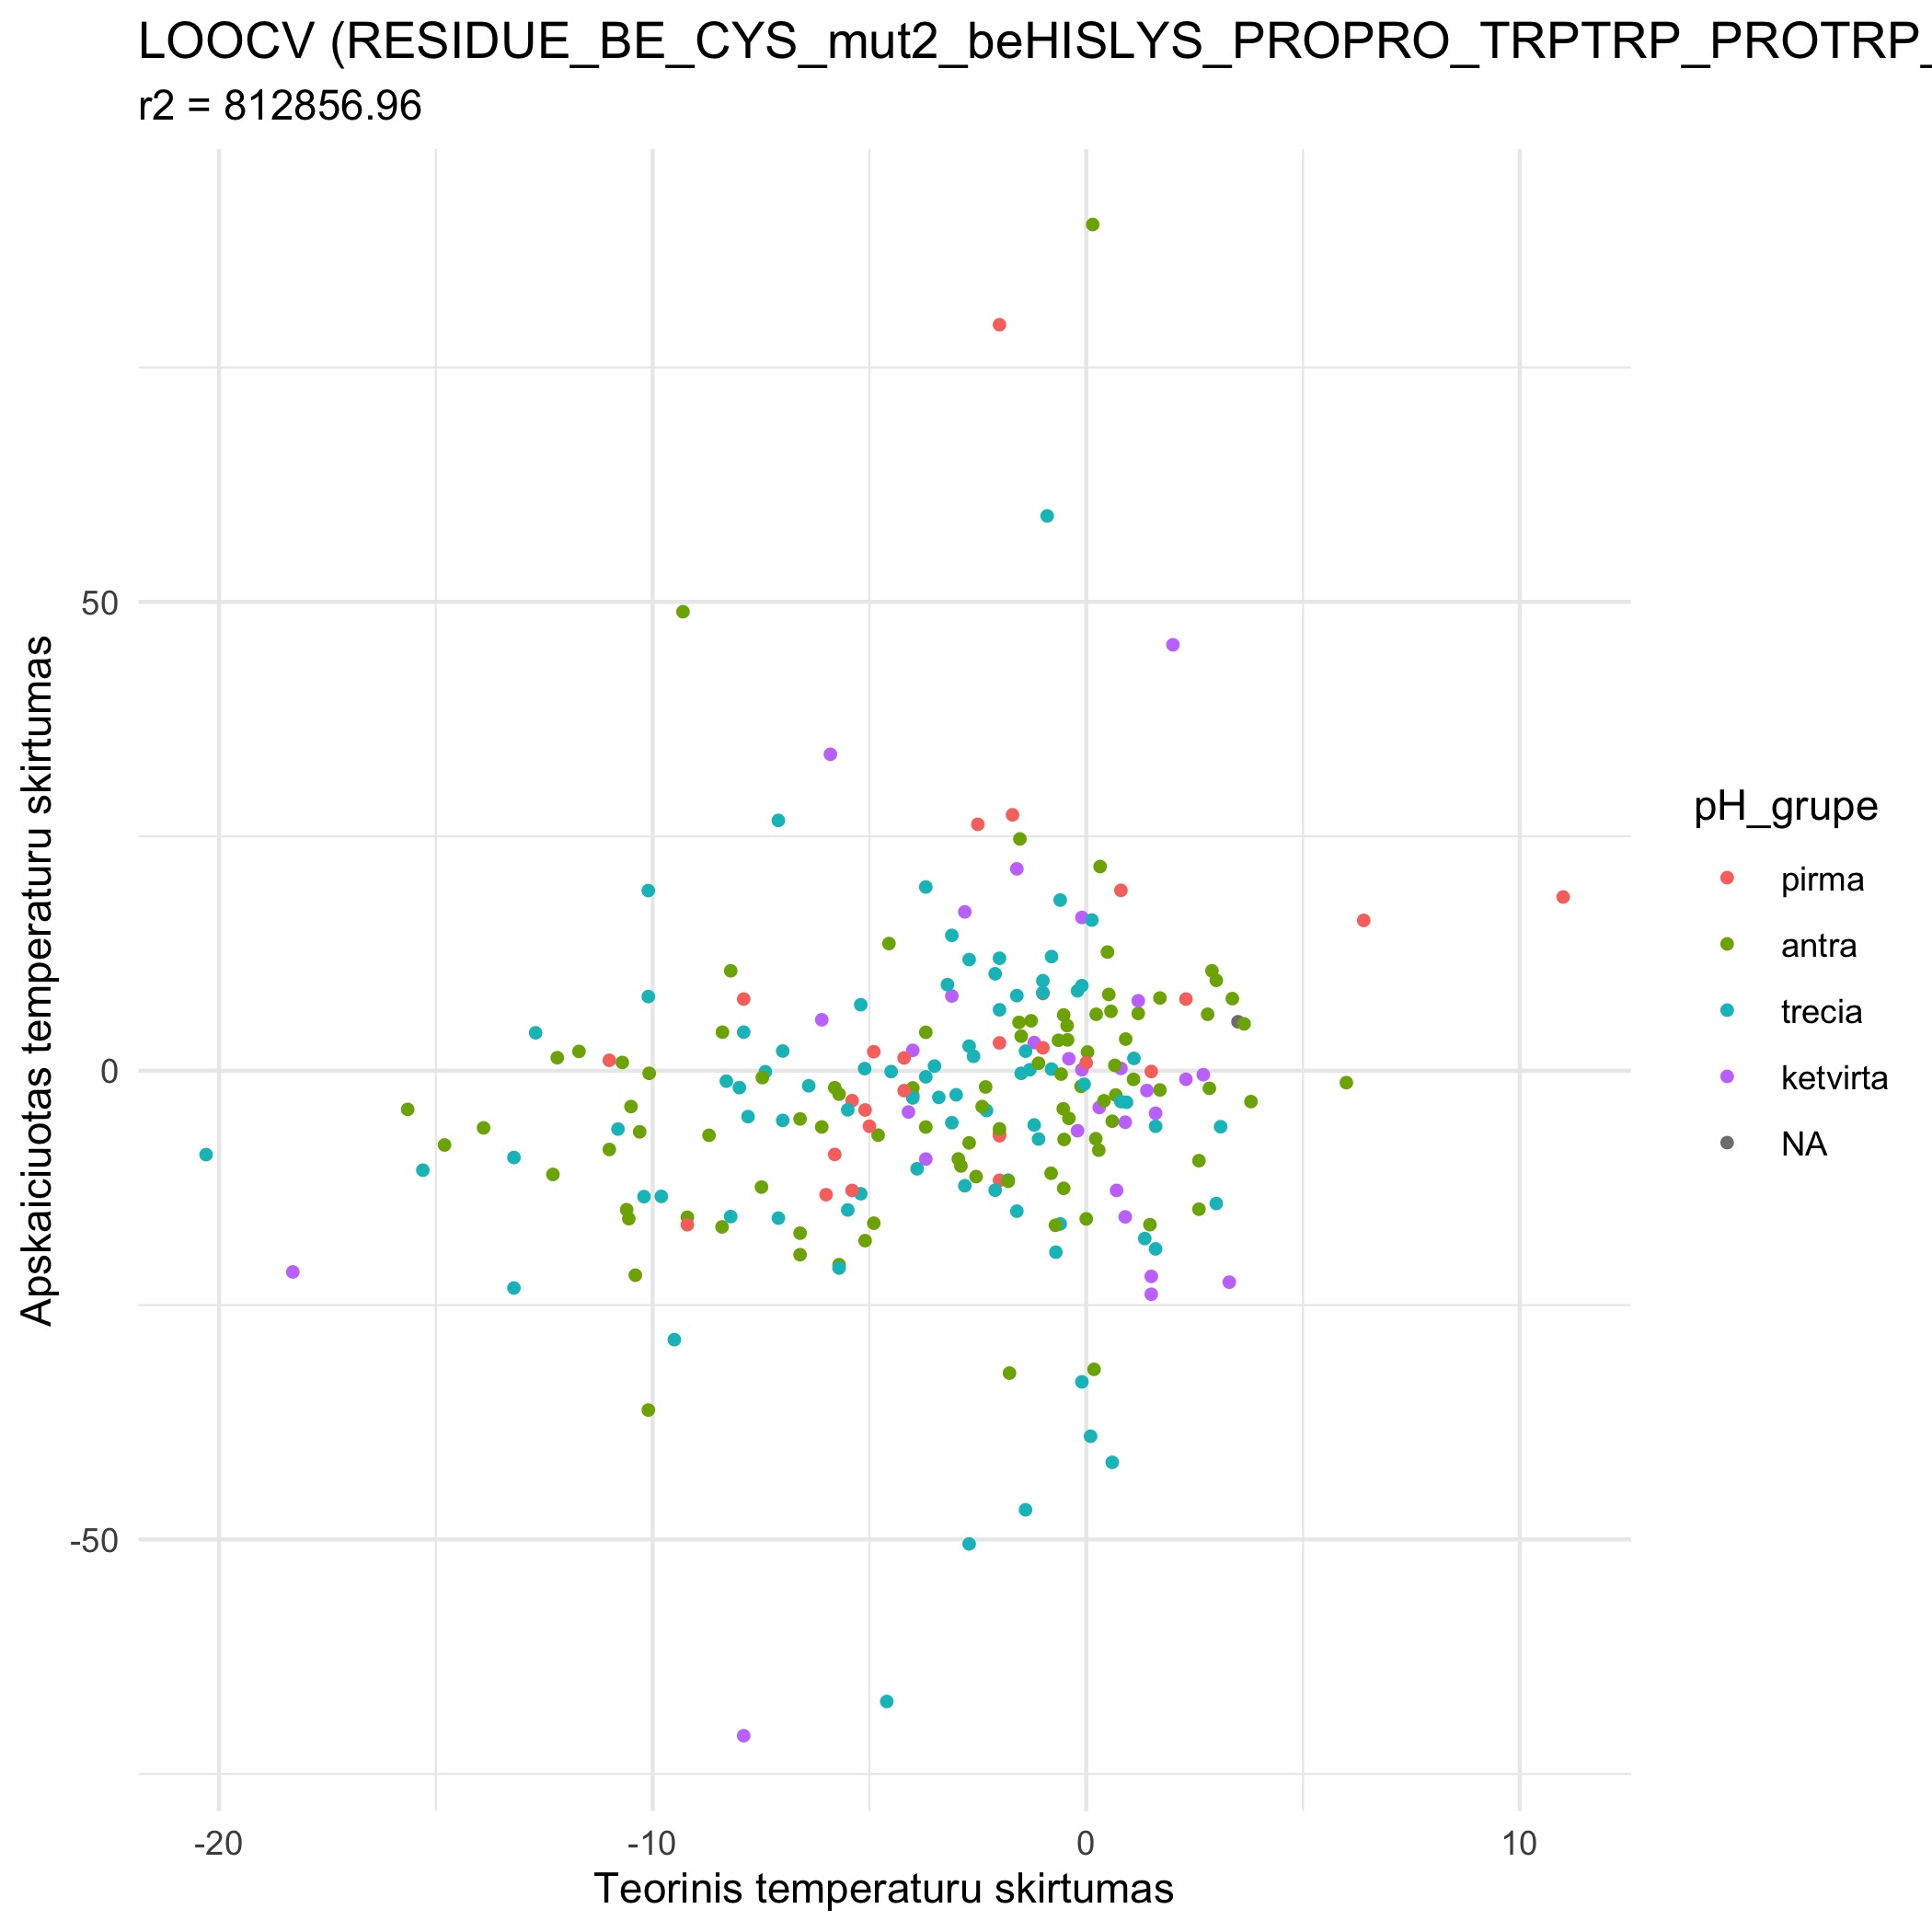 LOOCV (RESIDUE_BE_CYS_mut2_beHISLYS_PROPRO_TRPTRP_PROTRP_
r2 = 812856.96
50
0
-50
-20
-10
0
10
Teorinis temperaturu skirtumas
Apskaiciuotas temperaturu skirtumas
pH_grupe
pirma
antra
trecia
ketvirta
NA